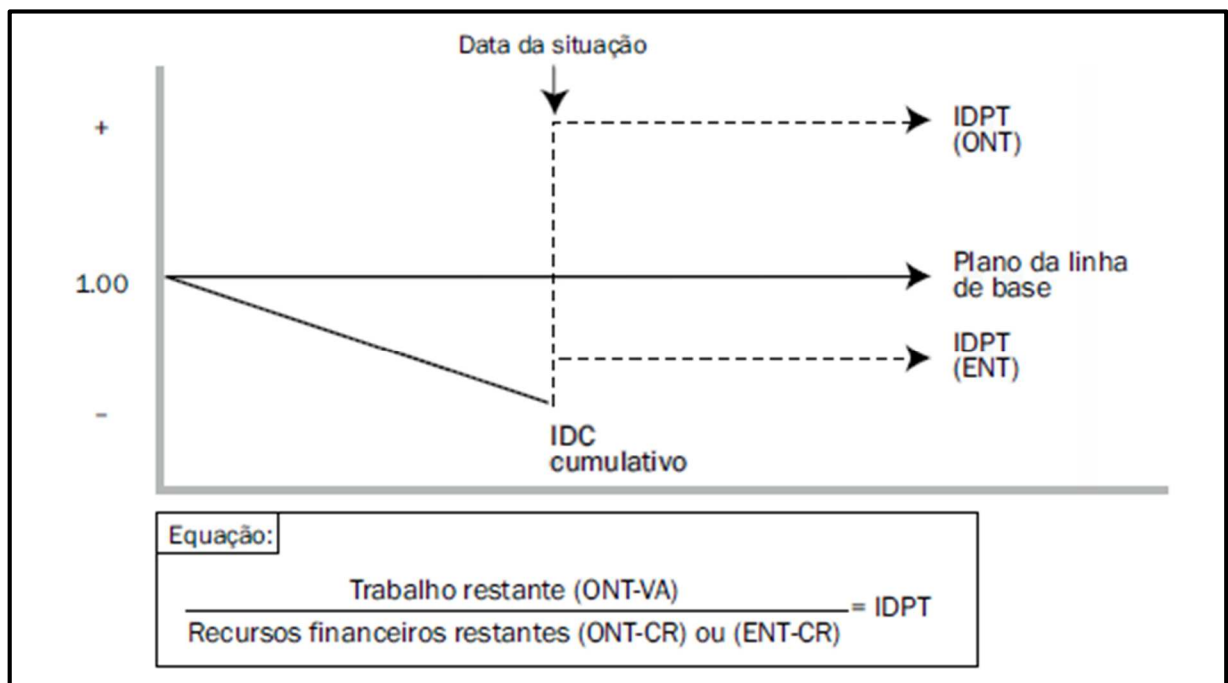 Data da situação
+
IDPT
(ONT)
1.00
Plano da linha
de base
IDPT
(ENT)
–
IDC
cumulativo
Equação:
Trabalho restante (ONT-VA)
Recursos financeiros restantes (ONT-CR) ou (ENT-CR)
= IDPT